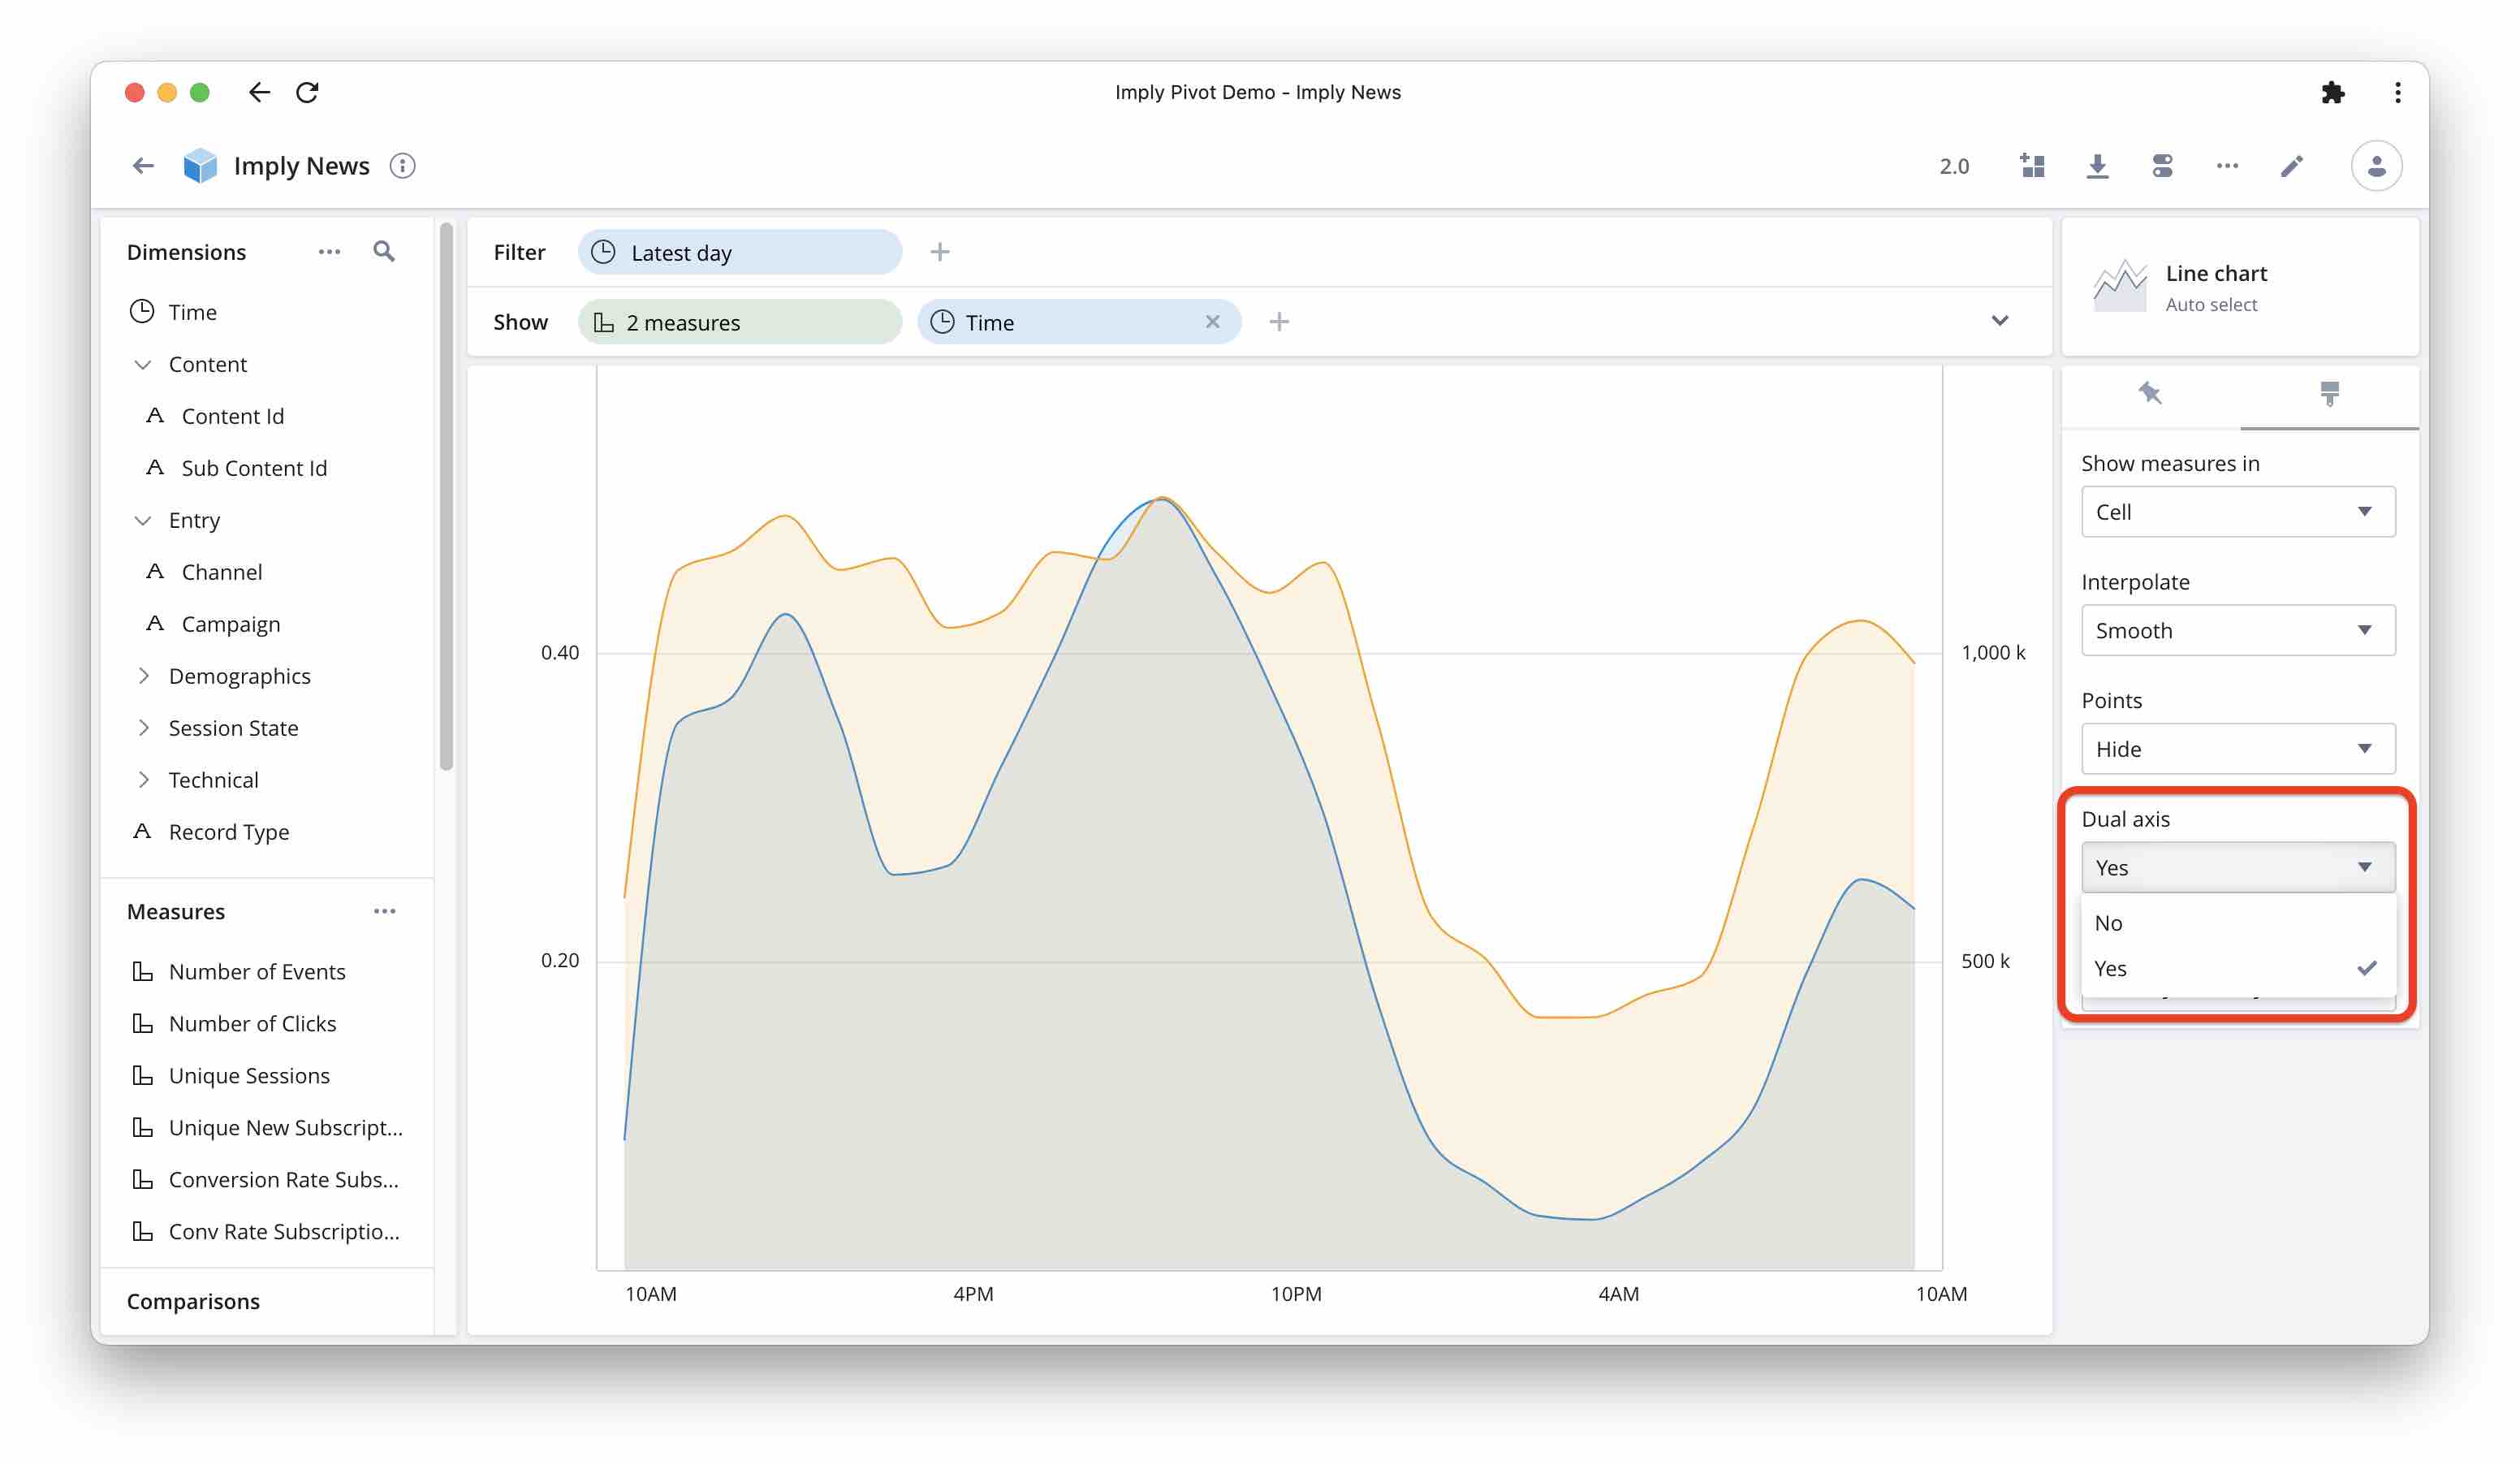 Imply Pivot Demo - Imply News
Imply News
2.0
Dimensions
Time
Content
A Content Id
A Sub Content Id
Entry
A Channel
A Campaign
Demographics
Session State
Technical
A Record Type
Measures
Number of Events
Number of Clicks
Unique Sessions
Unique New Subscript...
Conversion Rate Subs...
Conv Rate Subscriptio...
Comparisons
Filter
Latest day
Show
2 measures
Time
0.40
0.20
1,000 k
500 k
10AM
4PM
10PM
4AM
10AM
Line chart
Auto select
Show measures in
Cell
Interpolate
Smooth
Points
Hide
Dual axis
Yes
No
Yes